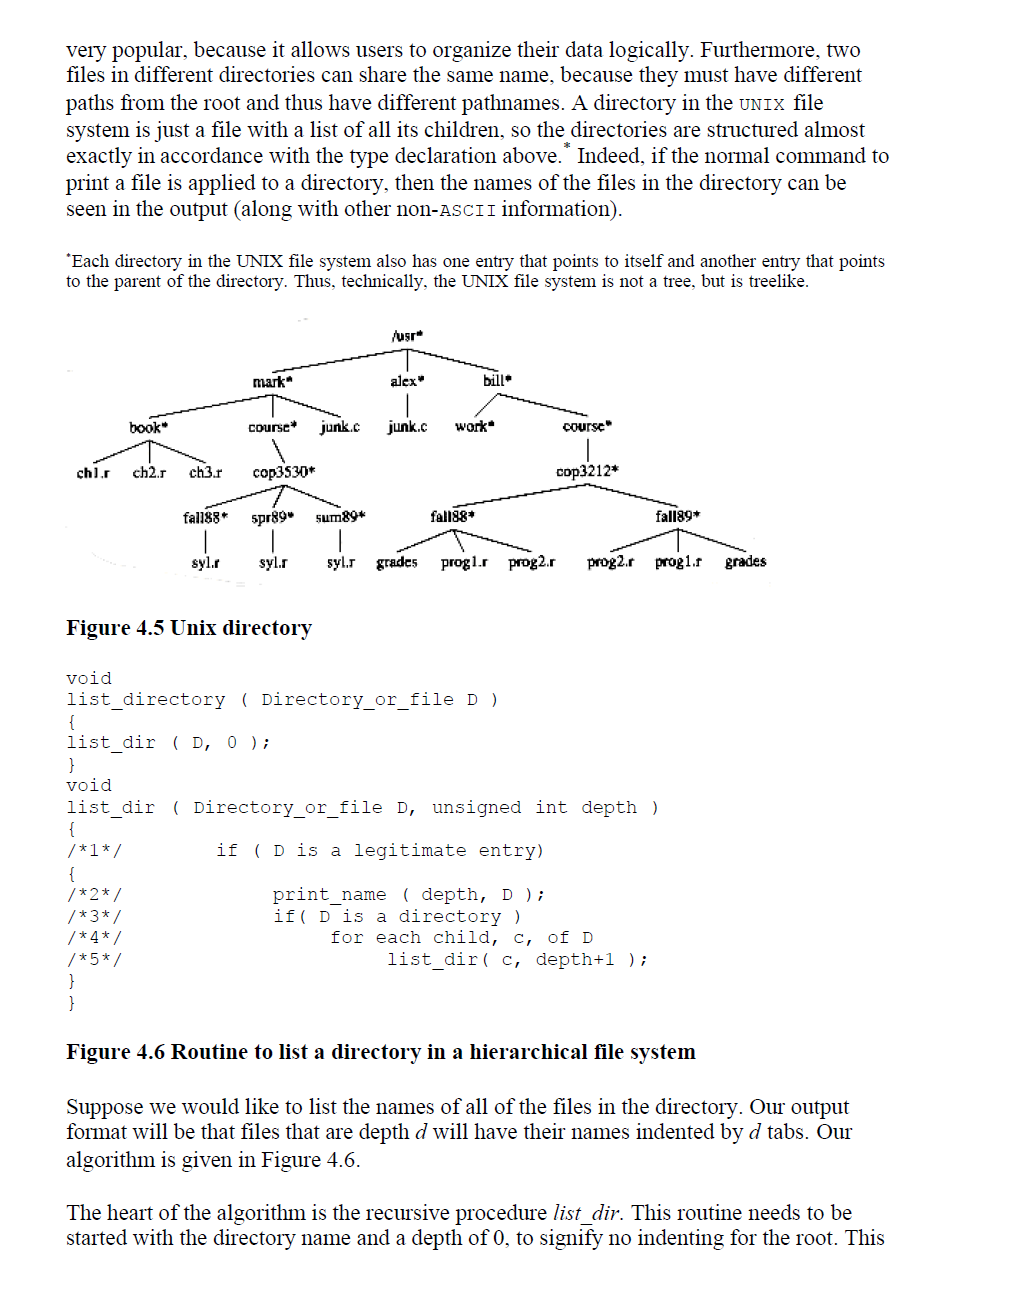 very popular, because it allows users to organize their data logically. Furthermore, two
files in different directories can share the same name, because they must have different
paths from the root and thus have different pathnames. A directory in the UNIX file
system is just a file with a list of all its children, so the directories are structured almost
exactly in accordance with the type declaration above.* Indeed, if the normal command to
print a file is applied to a directory, then the names of the files in the directory can be
seen in the output (along with other non-ASCII information).
*Each directory in the UNIX file system also has one entry that points to itself and another entry that points
to the parent of the directory. Thus, technically, the UNIX file system is not a tree, but is treelike.
/usr*
mark* alex* bill*
book* course* junk.c junk.c work* course*
ch1.r ch2.r ch3.r cop3530* cop3212*
fall88* spr89* sum89* fall88* fall89*
syl.r syl.r syl.r grades prog1.r prog2.r prog2.r prog1.r grades
Figure 4.5 Unix directory
void
list_directory ( Directory_or_file D )
{
list_dir ( D, 0 );
}
void
list_dir ( Directory_or_file D, unsigned int depth )
{
/*1*/ if ( D is a legitimate entry)
{
/*2*/ print_name ( depth, D );
/*3*/ if( D is a directory )
/*4*/ for each child, c, of D
/*5*/ list_dir( c, depth+1 );
}
}
Figure 4.6 Routine to list a directory in a hierarchical file system
Suppose we would like to list the names of all of the files in the directory. Our output
format will be that files that are depth d will have their names indented by d tabs. Our
algorithm is given in Figure 4.6.
The heart of the algorithm is the recursive procedure list_dir. This routine needs to be
started with the directory name and a depth of 0, to signify no indenting for the root. This